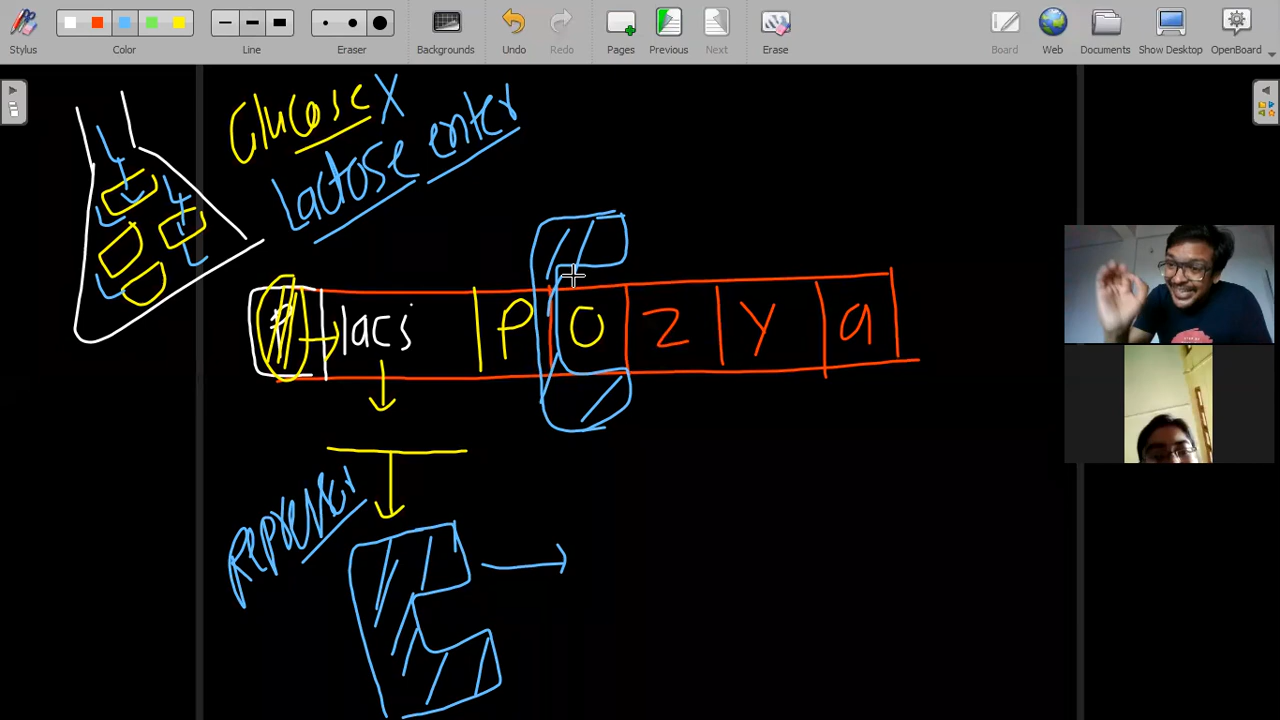 Stylus
Color
Line
Eraser
Backgrounds
Undo
Redo
Pages
Previous
Next
Erase
Board
Web
Documents
Show Desktop
OpenBoard
Glucose X
Lactose enter
P laci P O Z Y a
Repressor